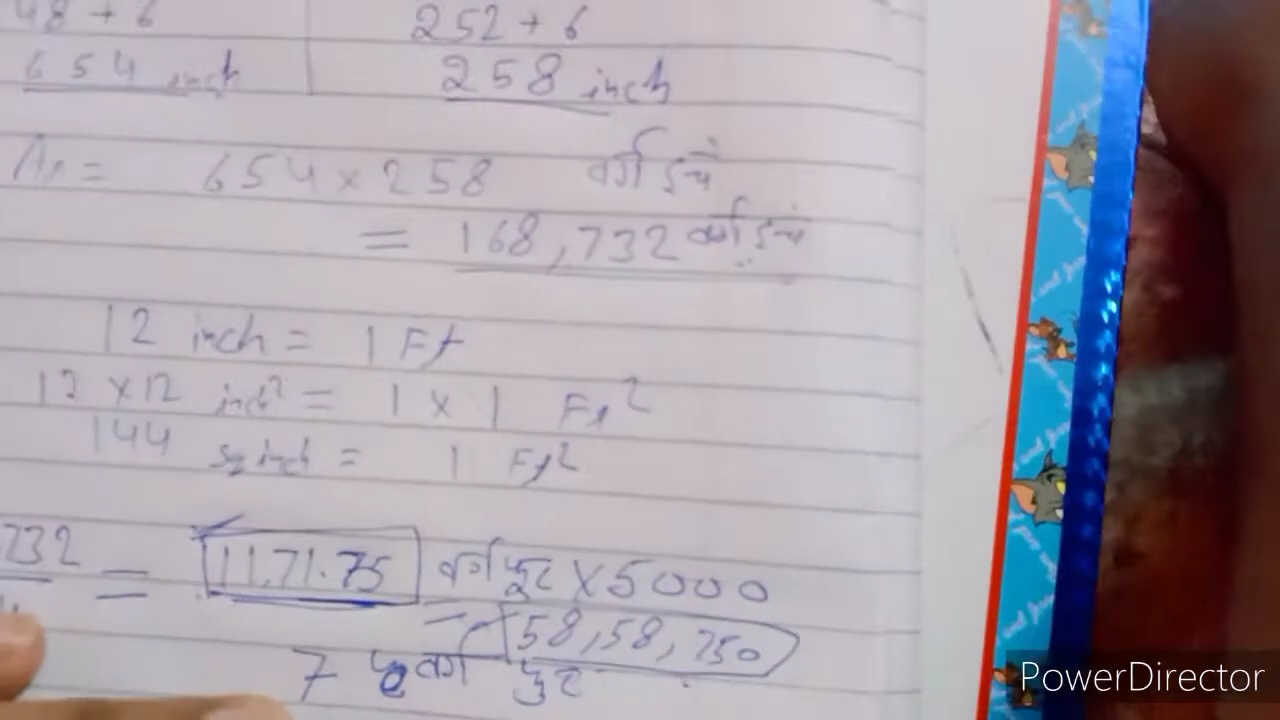 48 + 6 252 + 6
654 inch 258 inch
Ar = 654 x 258 वर्ग इंच
= 168,732 वर्ग इंच
12 inch = 1 Ft
12 x 12 inch² = 1 x 1 Ft²
144 sq inch = 1 Ft²
732 = 1171.75 वर्ग फुट x 5000
= 58,58,750
7 वर्ग फुट
PowerDirector